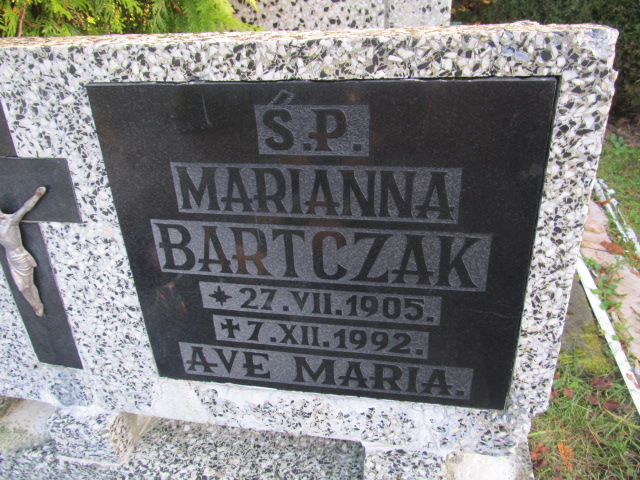 Ś.P.
MARIANNA
BARTCZAK
* 27.VII.1905.
✝ 7.XII.1992.
AVE MARIA.